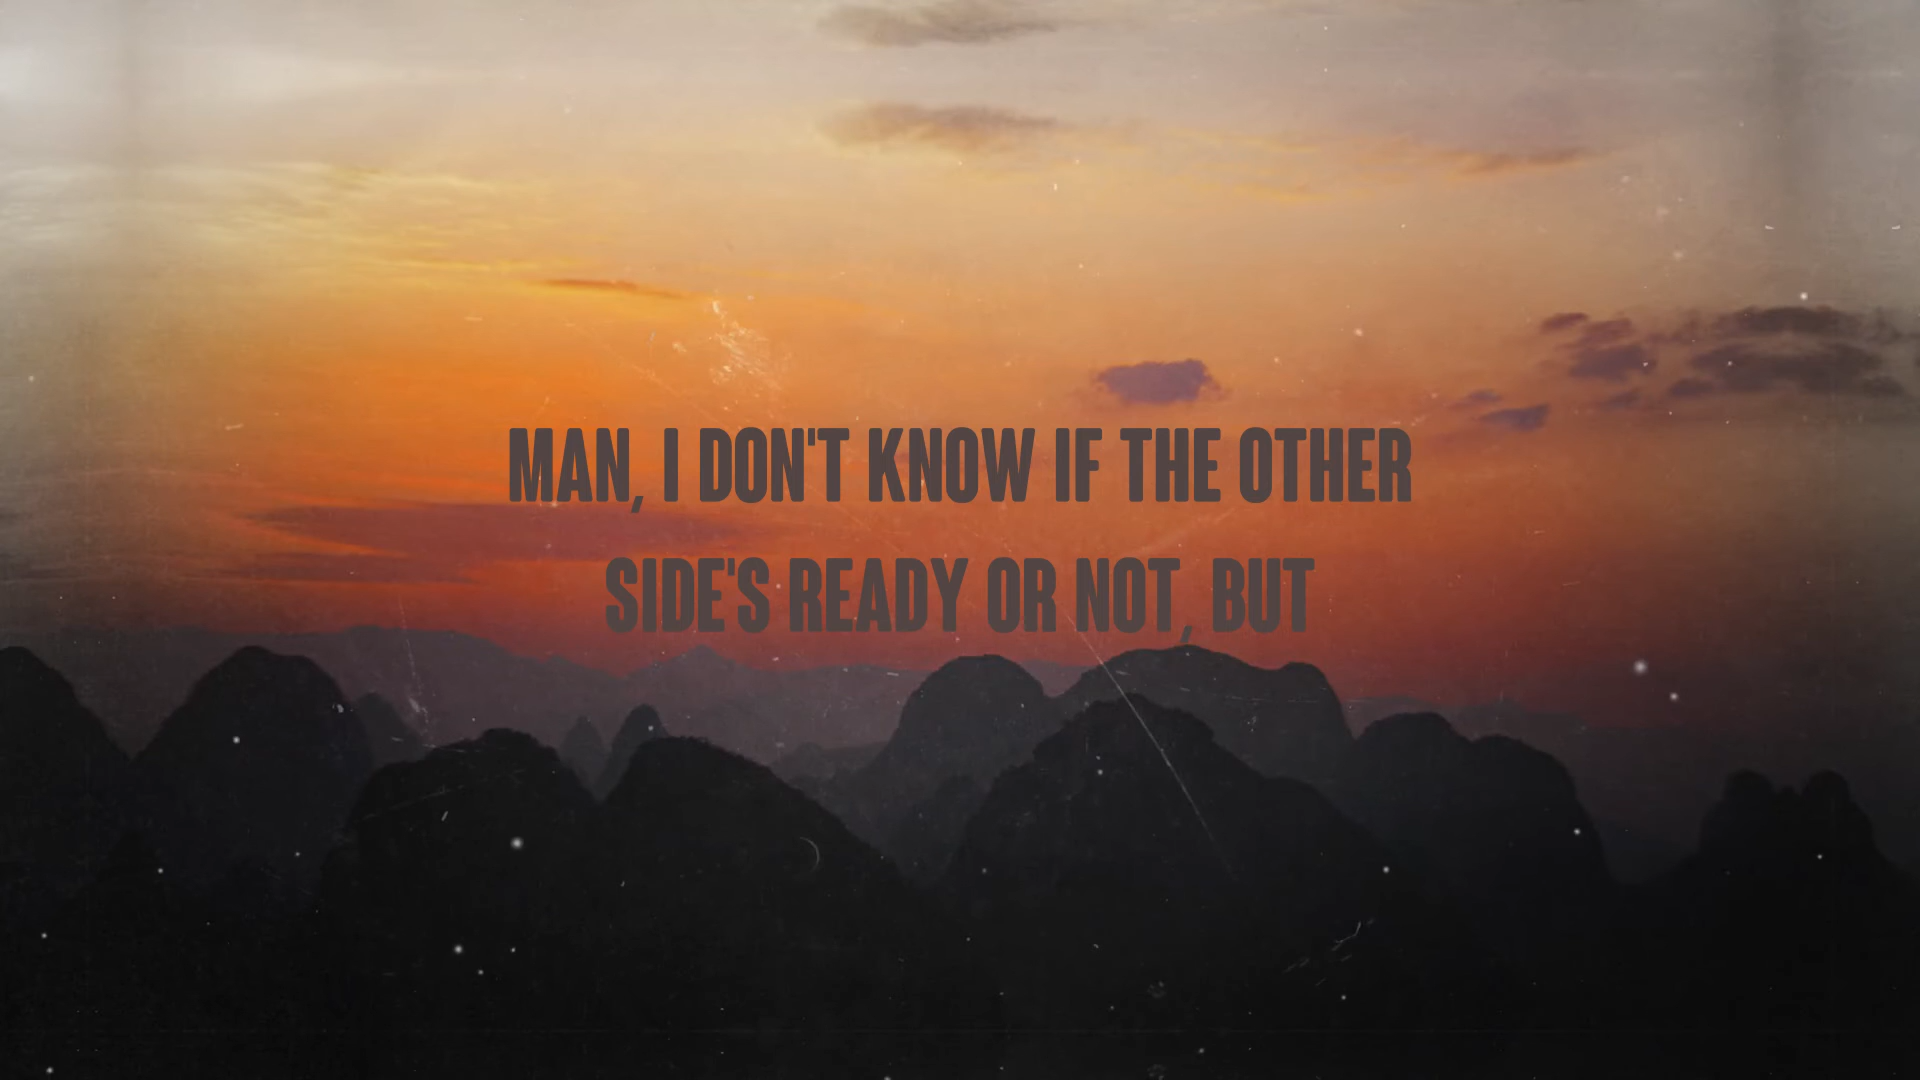 MAN, I DON'T KNOW IF THE OTHER
SIDE'S READY OR NOT, BUT